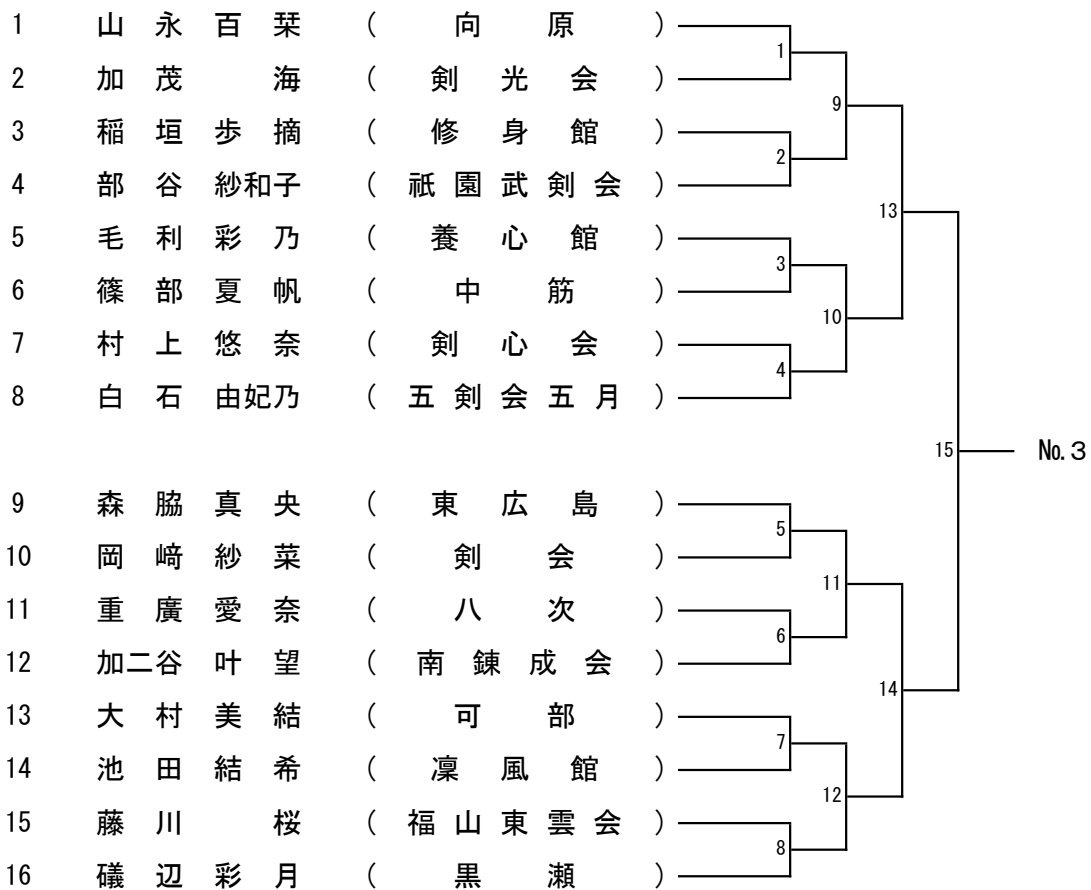 1 山永百栞 （ 向原 ）
2 加茂 海 （ 剣光会 ）
3 稲垣歩摘 （ 修身館 ）
4 部谷 紗和子 （ 祇園武剣会 ）
5 毛利彩乃 （ 養心館 ）
6 篠部夏帆 （ 中筋 ）
7 村上悠奈 （ 剣心会 ）
8 白石 由妃乃 （ 五剣会五月 ）
9 森脇真央 （ 東広島 ）
10 岡﨑紗菜 （ 剣会 ）
11 重廣愛奈 （ 八次 ）
12 加二谷 叶望 （ 南錬成会 ）
13 大村美結 （ 可部 ）
14 池田結希 （ 凜風館 ）
15 藤川 桜 （ 福山東雲会 ）
16 礒辺彩月 （ 黒瀬 ）
1
2
3
4
5
6
7
8
9
10
11
12
13
14
15
№.3